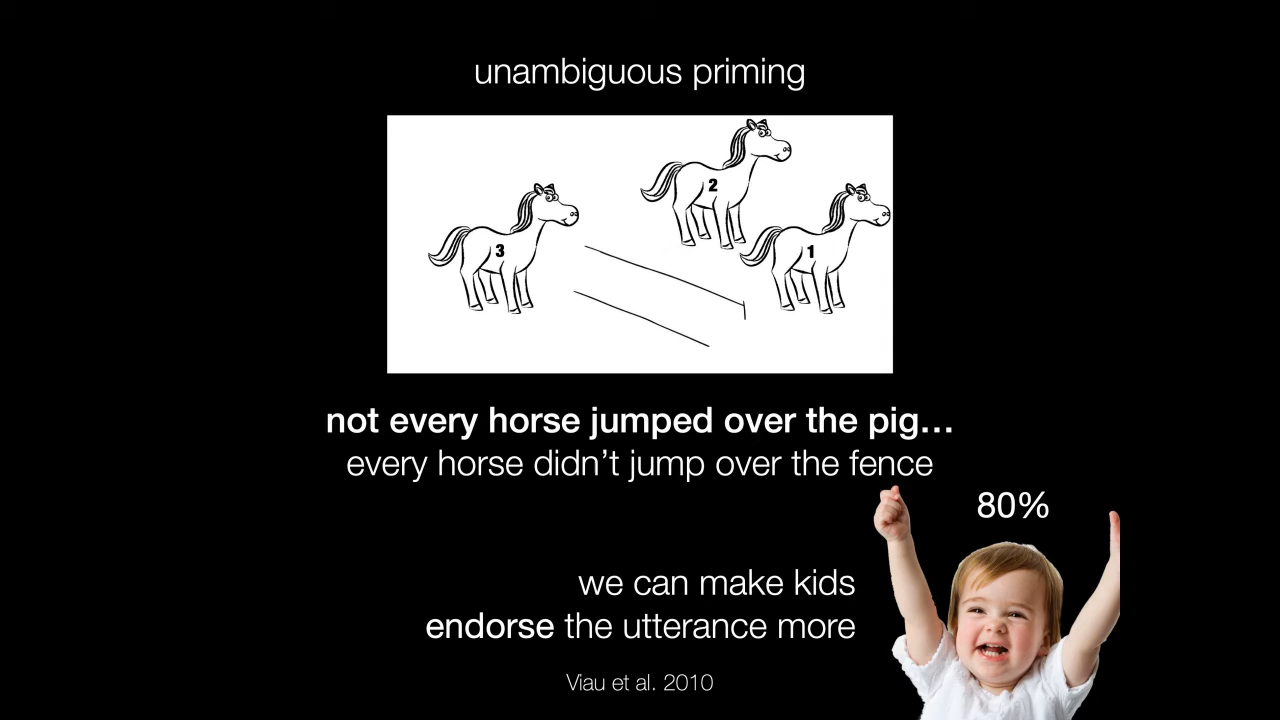 unambiguous priming
2
3
1
not every horse jumped over the pig...
every horse didn't jump over the fence
80%
we can make kids
endorse the utterance more
Viau et al. 2010